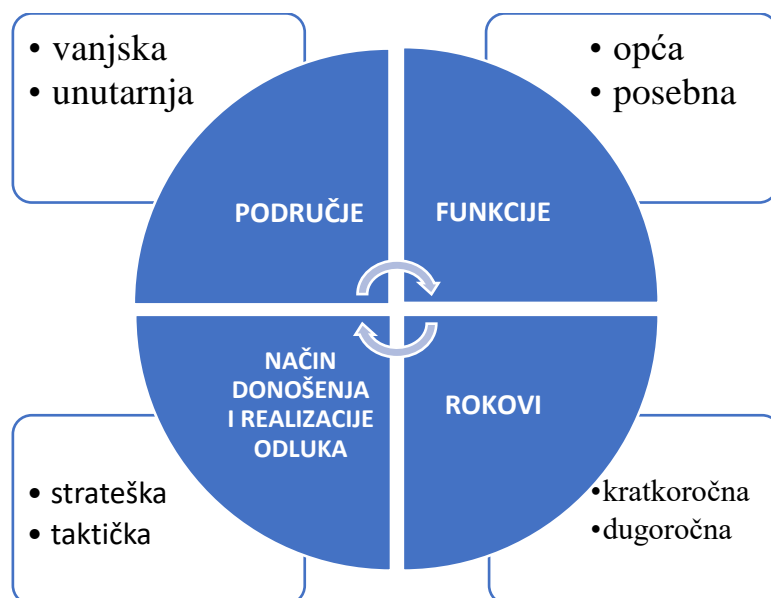 • vanjska
• unutarnja
• opća
• posebna
PODRUČJE
FUNKCIJE
NAČIN
DONOŠENJA
I REALIZACIJE
ODLUKA
ROKOVI
• strateška
• taktička
•kratkoročna
•dugoročna